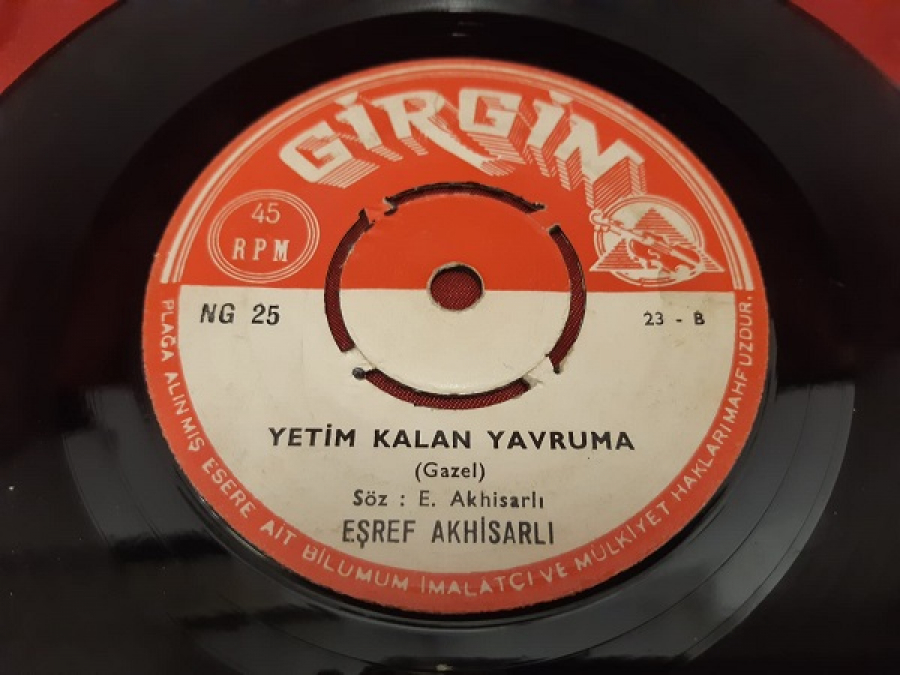 GİRGİN
45
RPM
NG 25
23 - B
YETİM KALAN YAVRUMA
(Gazel)
Söz : E. Akhisarlı
EŞREF AKHİSARLI
PLAĞA ALINMIŞ ESERE AİT BİLUMUM İMALATÇI VE MÜLKİYET HAKLARI MAHFUZDUR.